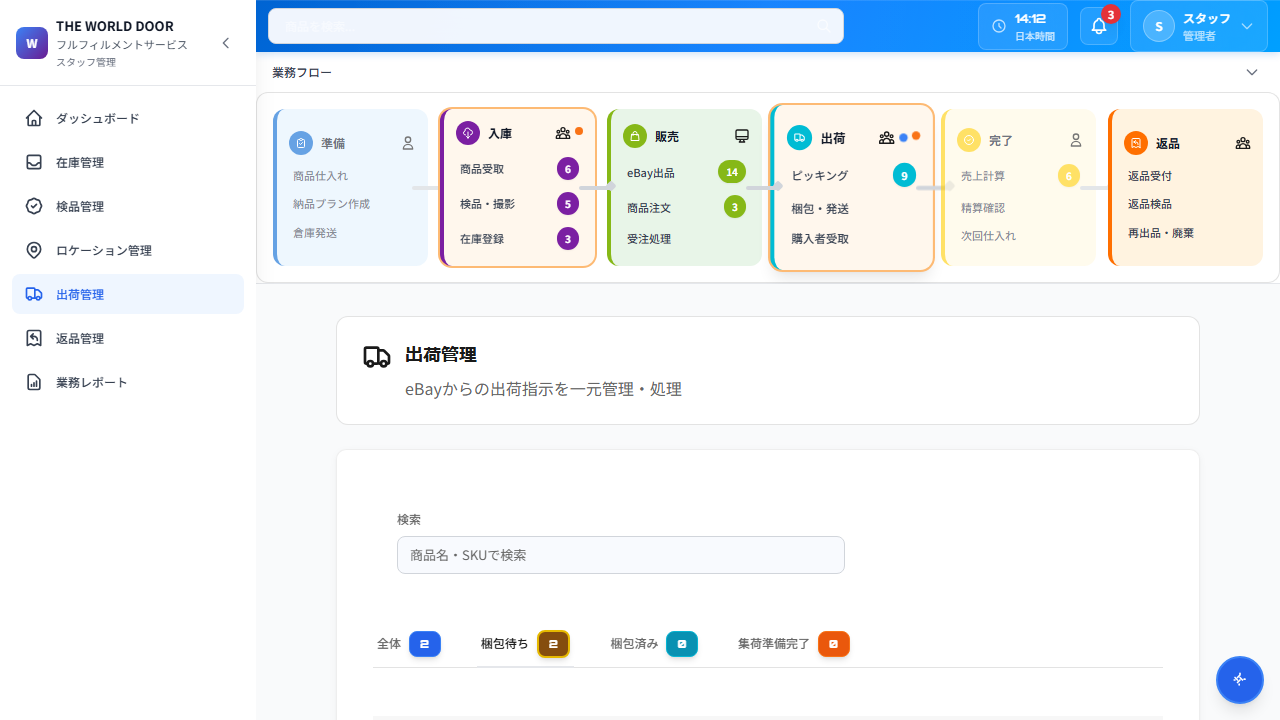 W
THE WORLD DOOR
フルフィルメントサービス
スタッフ管理
ダッシュボード
在庫管理
検品管理
ロケーション管理
出荷管理
返品管理
業務レポート
商品を検索...
14:12
日本時間
3
S
スタッフ
管理者
業務フロー
準備
商品仕入れ
納品プラン作成
倉庫発送
入庫
商品受取 6
検品・撮影 5
在庫登録 3
販売
eBay出品 14
商品注文 3
受注処理
出荷
ピッキング 9
梱包・発送
購入者受取
完了
売上計算 6
精算確認
次回仕入れ
返品
返品受付
返品検品
再出品・廃棄
出荷管理
eBayからの出荷指示を一元管理・処理
検索
商品名・SKUで検索
全体 2 梱包待ち 2 梱包済み 0 集荷準備完了 0